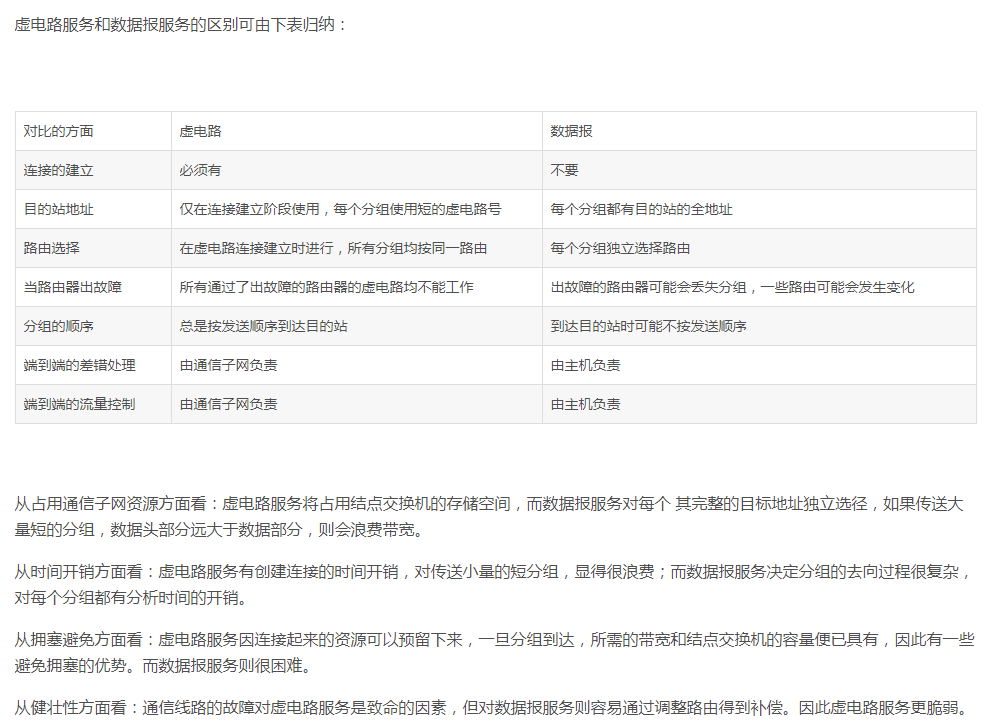 虚电路服务和数据报服务的区别可由下表归纳：
对比的方面 虚电路 数据报
连接的建立 必须有 不要
目的站地址 仅在连接建立阶段使用，每个分组使用短的虚电路号 每个分组都有目的站的全地址
路由选择 在虚电路连接建立时进行，所有分组均按同一路由 每个分组独立选择路由
当路由器出故障 所有通过了出故障的路由器的虚电路均不能工作 出故障的路由器可能会丢失分组，一些路由可能会发生变化
分组的顺序 总是按发送顺序到达目的站 到达目的站时可能不按发送顺序
端到端的差错处理 由通信子网负责 由主机负责
端到端的流量控制 由通信子网负责 由主机负责
从占用通信子网资源方面看：虚电路服务将占用结点交换机的存储空间，而数据报服务对每个 其完整的目标地址独立选径，如果传送大
量短的分组，数据头部分远大于数据部分，则会浪费带宽。
从时间开销方面看：虚电路服务有创建连接的时间开销，对传送小量的短分组，显得很浪费；而数据报服务决定分组的去向过程很复杂，
对每个分组都有分析时间的开销。
从拥塞避免方面看：虚电路服务因连接起来的资源可以预留下来，一旦分组到达，所需的带宽和结点交换机的容量便已具有，因此有一些
避免拥塞的优势。而数据报服务则很困难。
从健壮性方面看：通信线路的故障对虚电路服务是致命的因素，但对数据报服务则容易通过调整路由得到补偿。因此虚电路服务更脆弱。